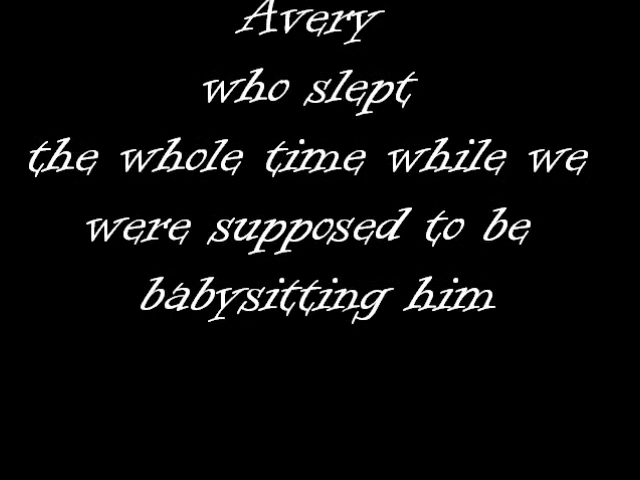 Avery
who slept
the whole time while we
were supposed to be
babysitting him